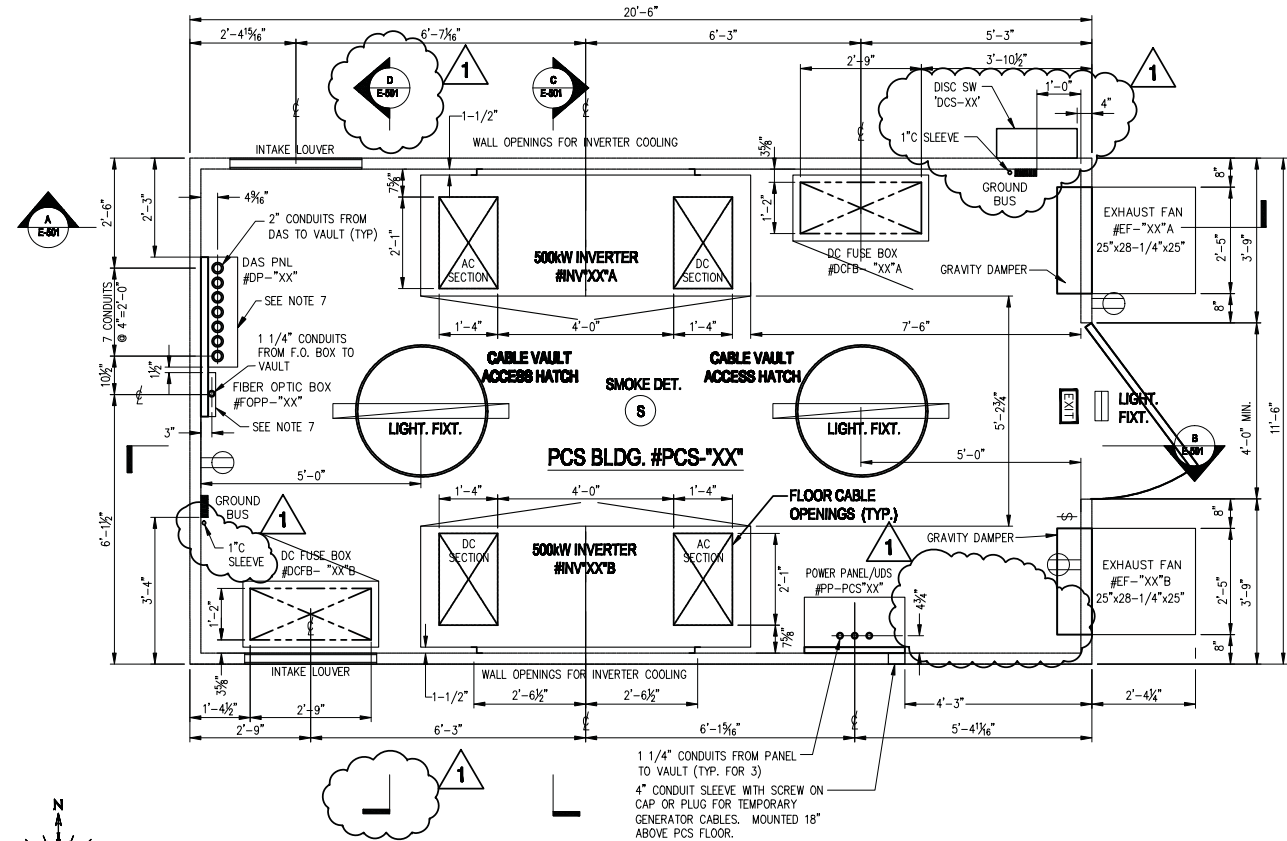 20'-6"
2'-4 15/16"
6'-7 1/16"
6'-3"
5'-3"
D
E-501
1
C
E-501
2'-9"
3'-10 1/2"
1
DISC SW
'DCS-XX'
1'-0"
4"
1-1/2"
WALL OPENINGS FOR INVERTER COOLING
INTAKE LOUVER
1"C SLEEVE
GROUND
BUS
3 5/8"
7 5/8"
1'-2"
2'-1"
A
E-501
2'-6"
2'-3"
4 9/16"
2" CONDUITS FROM
DAS TO VAULT (TYP)
DAS PNL
#DP-"XX"
SEE NOTE 7
7 CONDUITS
@ 4"=2'-0"
1 1/4" CONDUITS
FROM F.O. BOX TO
VAULT
10 1/2"
1 1/2"
FIBER OPTIC BOX
#FOPP-"XX"
SEE NOTE 7
3"
AC
SECTION
500kW INVERTER
#INV"XX"A
DC
SECTION
DC FUSE BOX
#DCFB- "XX"A
GRAVITY DAMPER
EXHAUST FAN
#EF-"XX"A
25"x28-1/4"x25"
8"
2'-5"
3'-9"
8"
1'-4"
4'-0"
1'-4"
7'-6"
CABLE VAULT
ACCESS HATCH
SMOKE DET.
S
CABLE VAULT
ACCESS HATCH
LIGHT. FIXT.
LIGHT. FIXT.
5'-2 3/4"
EXIT
LIGHT.
FIXT.
4'-0" MIN.
11'-6"
B
E-501
PCS BLDG. #PCS-"XX"
5'-0"
5'-0"
GROUND
BUS
1
1"C
SLEEVE
6'-1 1/2"
3'-4"
1'-4"
4'-0"
1'-4"
FLOOR CABLE
OPENINGS (TYP.)
DC FUSE BOX
#DCFB- "XX"B
1'-2"
DC
SECTION
500kW INVERTER
#INV"XX"B
AC
SECTION
2'-1"
7 5/8"
1
POWER PANEL/UDS
#PP-PCS"XX"
4 3/4"
S
GRAVITY DAMPER
EXHAUST FAN
#EF-"XX"B
25"x28-1/4"x25"
8"
2'-5"
3'-9"
8"
INTAKE LOUVER
3 5/8"
1-1/2"
WALL OPENINGS FOR INVERTER COOLING
2'-6 1/2"
2'-6 1/2"
4'-3"
2'-4 1/4"
1'-4 1/2"
2'-9"
2'-9"
6'-3"
6'-1 5/16"
5'-4 11/16"
1
1 1/4" CONDUITS FROM PANEL
TO VAULT (TYP. FOR 3)
4" CONDUIT SLEEVE WITH SCREW ON
CAP OR PLUG FOR TEMPORARY
GENERATOR CABLES. MOUNTED 18"
ABOVE PCS FLOOR.
N